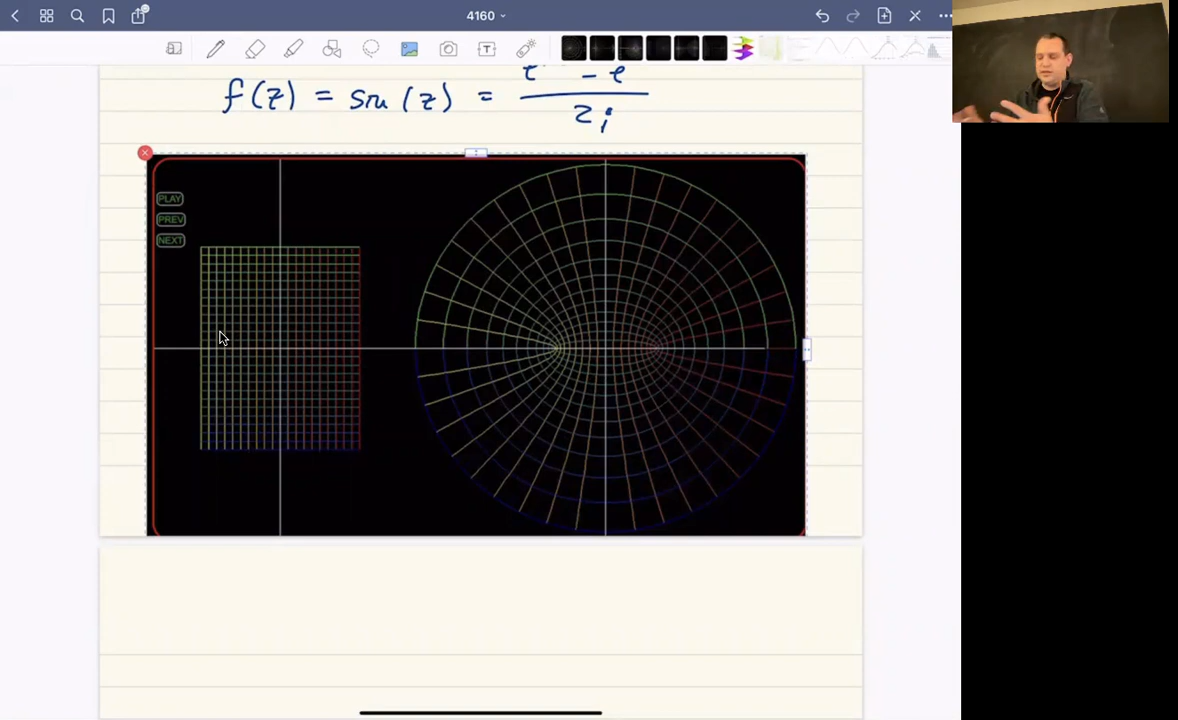 4160
f(z) = sin(z) = 
2i
PLAY
PREV
NEXT